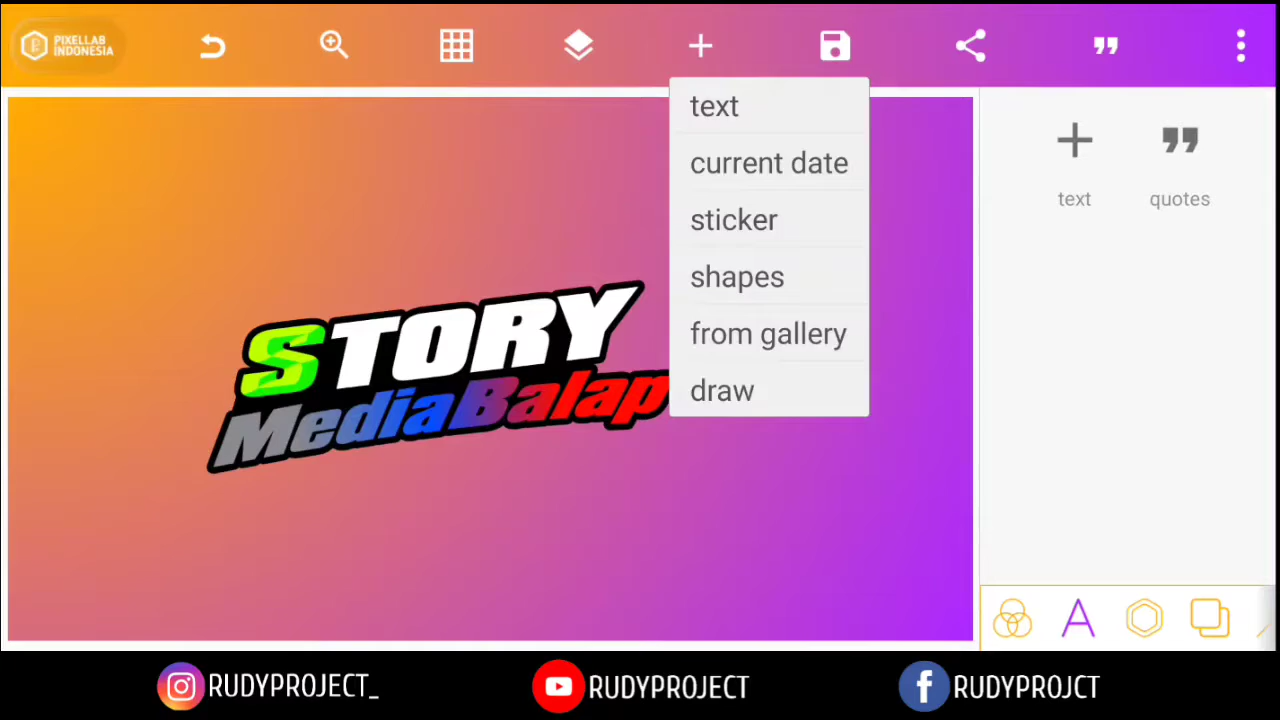 PIXELLAB
INDONESIA
text
current date
sticker
shapes
from gallery
draw
text
quotes
STORY
MediaBalap
RUDYPROJECT_
RUDYPROJECT
RUDYPROJCT